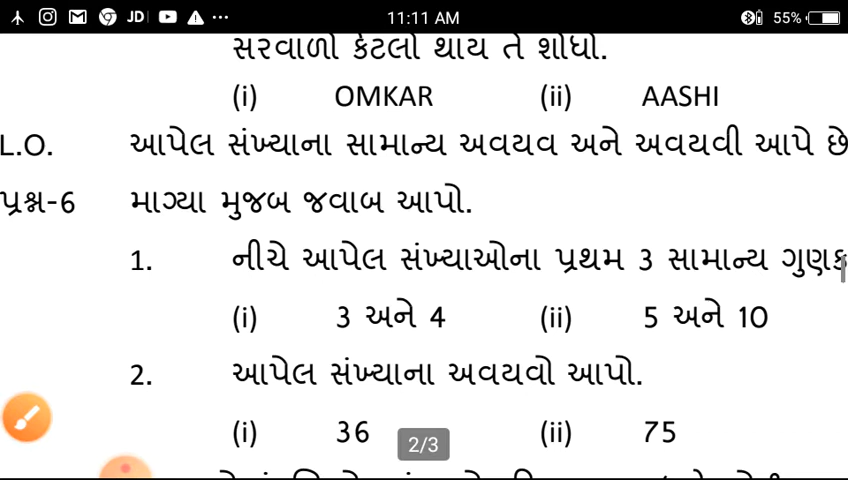 JD 11:11 AM 55%
સરવાળો કેટલો થાય તે શોધો.
(i) OMKAR (ii) AASHI
L.O. આપેલ સંખ્યાના સામાન્ય અવયવ અને અવયવી આપે છે
પ્રશ્ન-6 માગ્યા મુજબ જવાબ આપો.
1. નીચે આપેલ સંખ્યાઓના પ્રથમ 3 સામાન્ય
(i) 3 અને 4 (ii) 5 અને 10
2. આપેલ સંખ્યાના અવયવો આપો.
(i) 36 (ii) 75
2/3